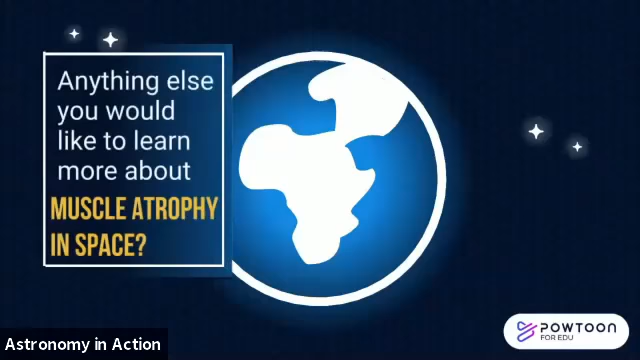 Anything else
you would
like to learn
more about
MUSCLE ATROPHY
IN SPACE?
POWTOON
FOR EDU
Astronomy in Action